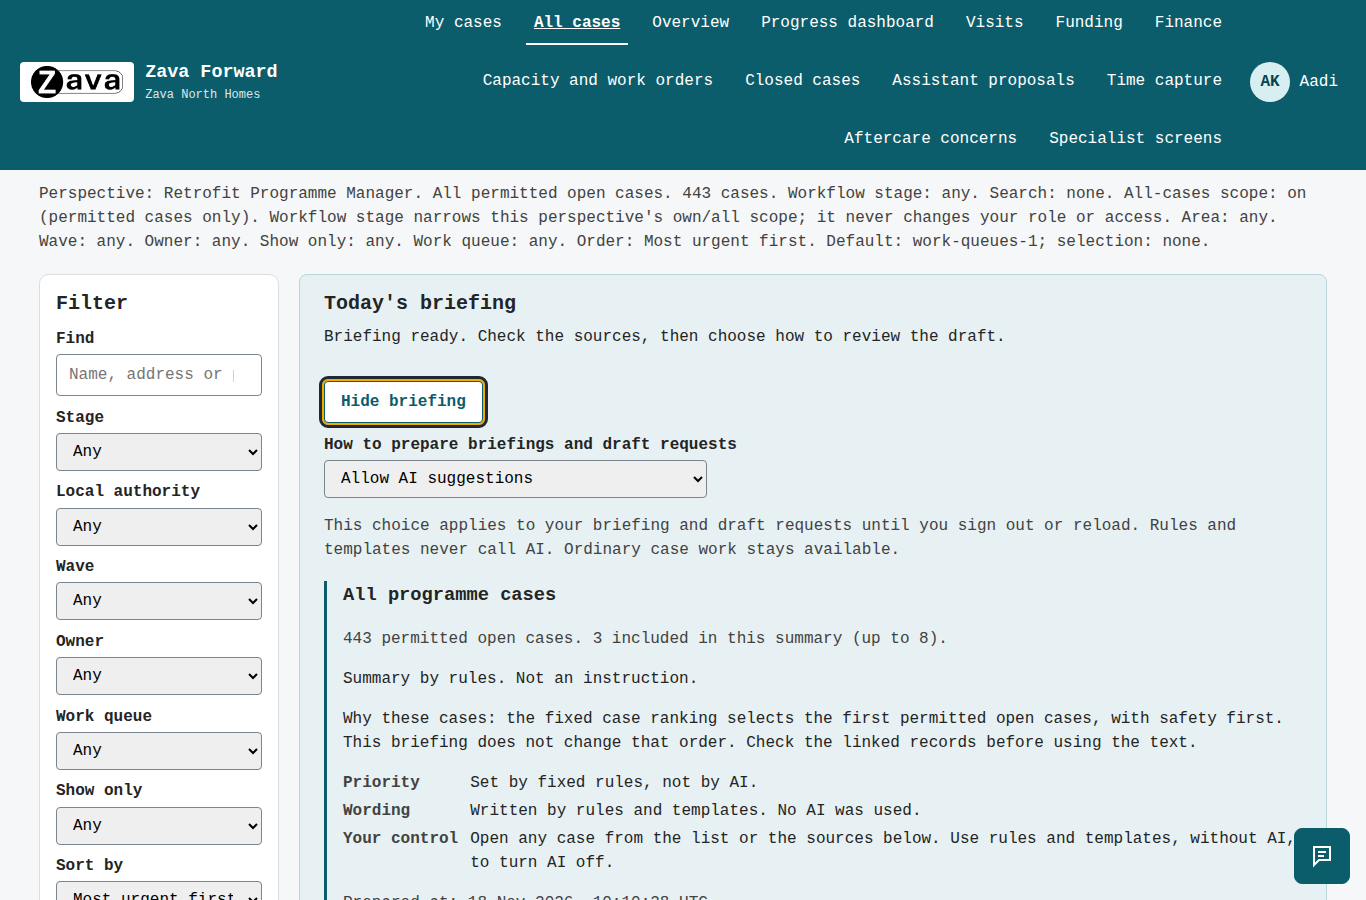 My cases All cases Overview Progress dashboard Visits Funding Finance
Zava
Zava Forward
Zava North Homes
Capacity and work orders Closed cases Assistant proposals Time capture
AK Aadi
Aftercare concerns Specialist screens
Perspective: Retrofit Programme Manager. All permitted open cases. 443 cases. Workflow stage: any. Search: none. All-cases scope: on
(permitted cases only). Workflow stage narrows this perspective's own/all scope; it never changes your role or access. Area: any.
Wave: any. Owner: any. Show only: any. Work queue: any. Order: Most urgent first. Default: work-queues-1; selection: none.
Filter
Find
Name, address or
Stage
Any
Local authority
Any
Wave
Any
Owner
Any
Work queue
Any
Show only
Any
Sort by
Most urgent first
Today's briefing
Briefing ready. Check the sources, then choose how to review the draft.
Hide briefing
How to prepare briefings and draft requests
Allow AI suggestions
This choice applies to your briefing and draft requests until you sign out or reload. Rules and
templates never call AI. Ordinary case work stays available.
All programme cases
443 permitted open cases. 3 included in this summary (up to 8).
Summary by rules. Not an instruction.
Why these cases: the fixed case ranking selects the first permitted open cases, with safety first.
This briefing does not change that order. Check the linked records before using the text.
Priority Set by fixed rules, not by AI.
Wording Written by rules and templates. No AI was used.
Your control Open any case from the list or the sources below. Use rules and templates, without AI,
to turn AI off.
Prepared at: 18 Nov 2026, 10:10:28 UTC